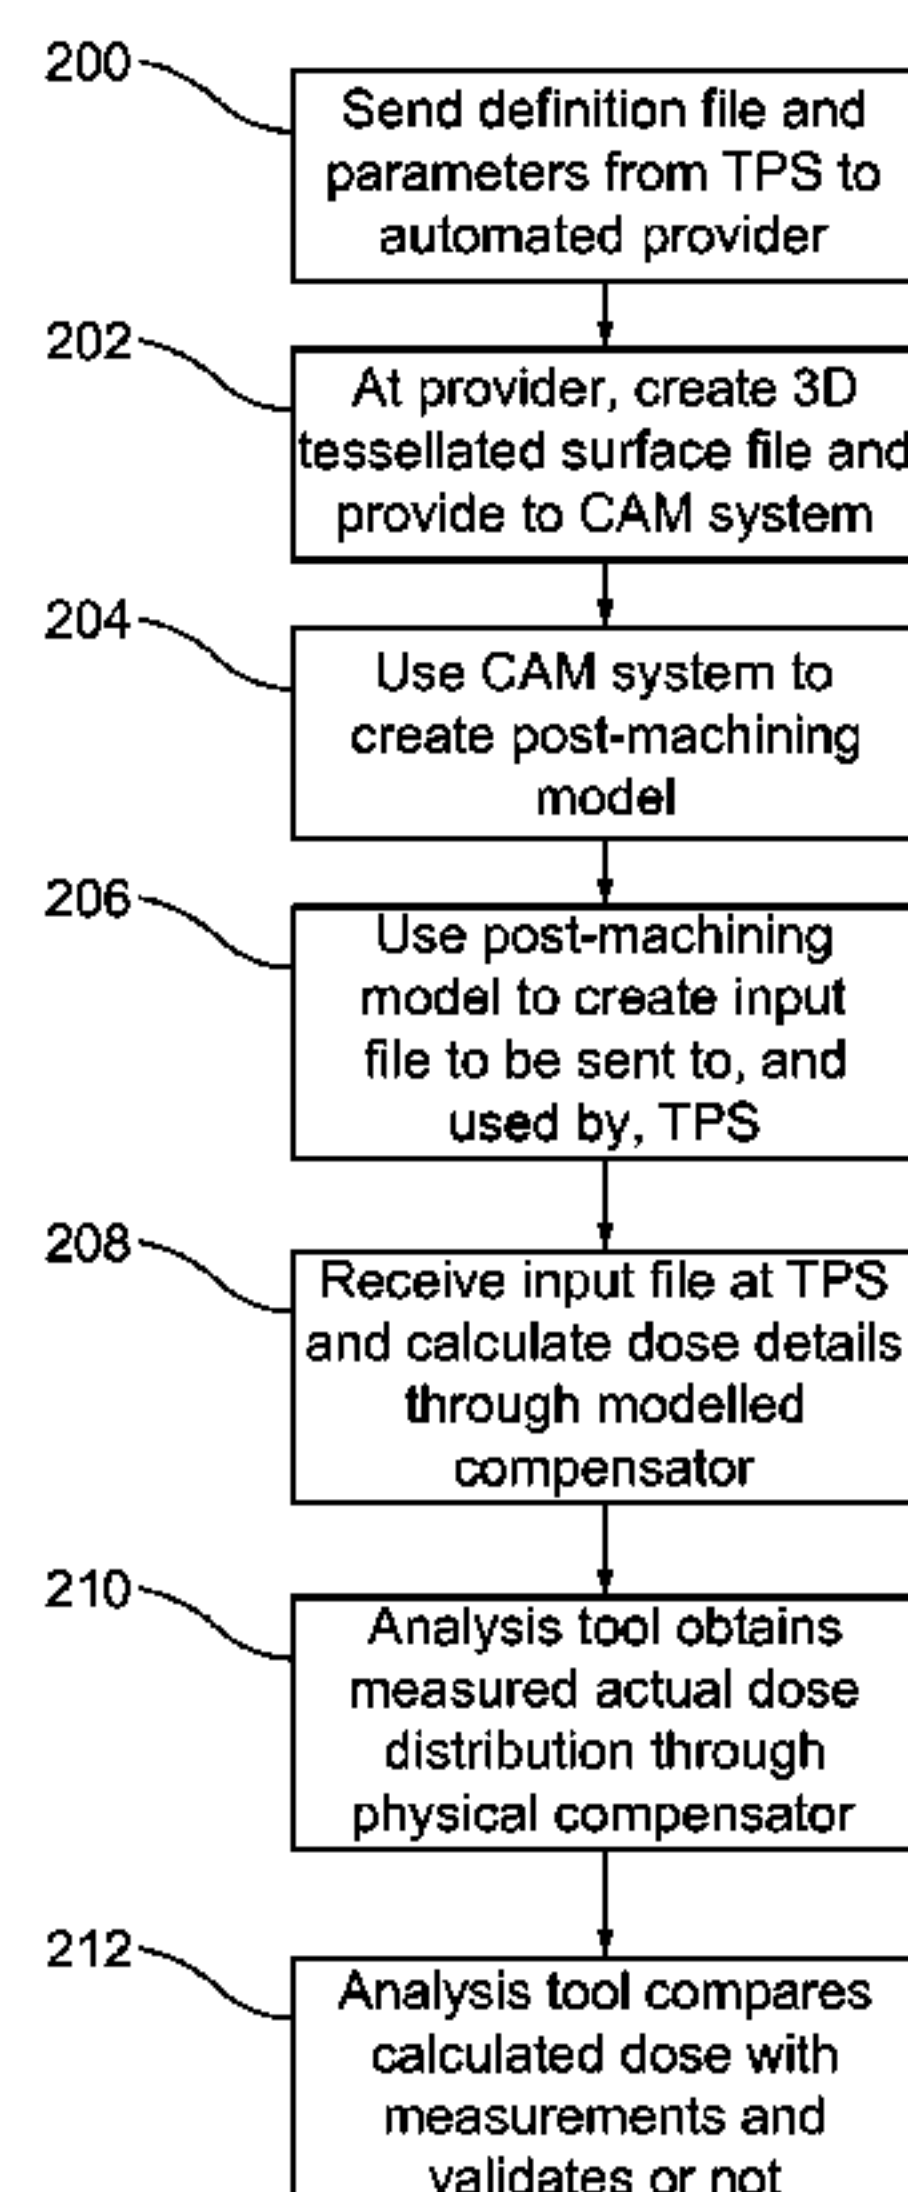 200
Send definition file and
parameters from TPS to
automated provider
202
At provider, create 3D
tessellated surface file and
provide to CAM system
204
Use CAM system to
create post-machining
model
206
Use post-machining
model to create input
file to be sent to, and
used by, TPS
208
Receive input file at TPS
and calculate dose details
through modelled
compensator
210
Analysis tool obtains
measured actual dose
distribution through
physical compensator
212
Analysis tool compares
calculated dose with
measurements and
validates or not